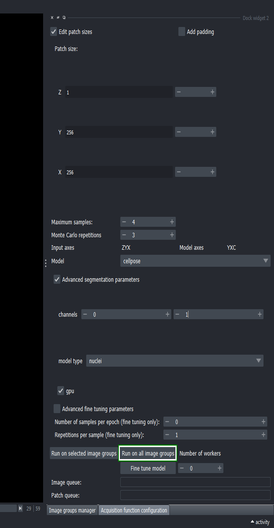 Dock widget 1
Edit patch sizes Add padding
Patch size:
Z 1
Y 256
X 256
Maximum samples: 4
Monte Carlo repetitions 3
Input axes ZYX Model axes YXC
Model cellpose
Advanced segmentation parameters
channels 0 1
model type nuclei
gpu
Advanced fine tuning parameters
Number of samples per epoch (fine tuning only): 0
Repetitions per sample (fine tuning only): 1
Run on selected image groups Run on all image groups Number of workers
Fine tune model 0
Image queue:
Patch queue:
Image groups manager Acquisition function configuration
activity